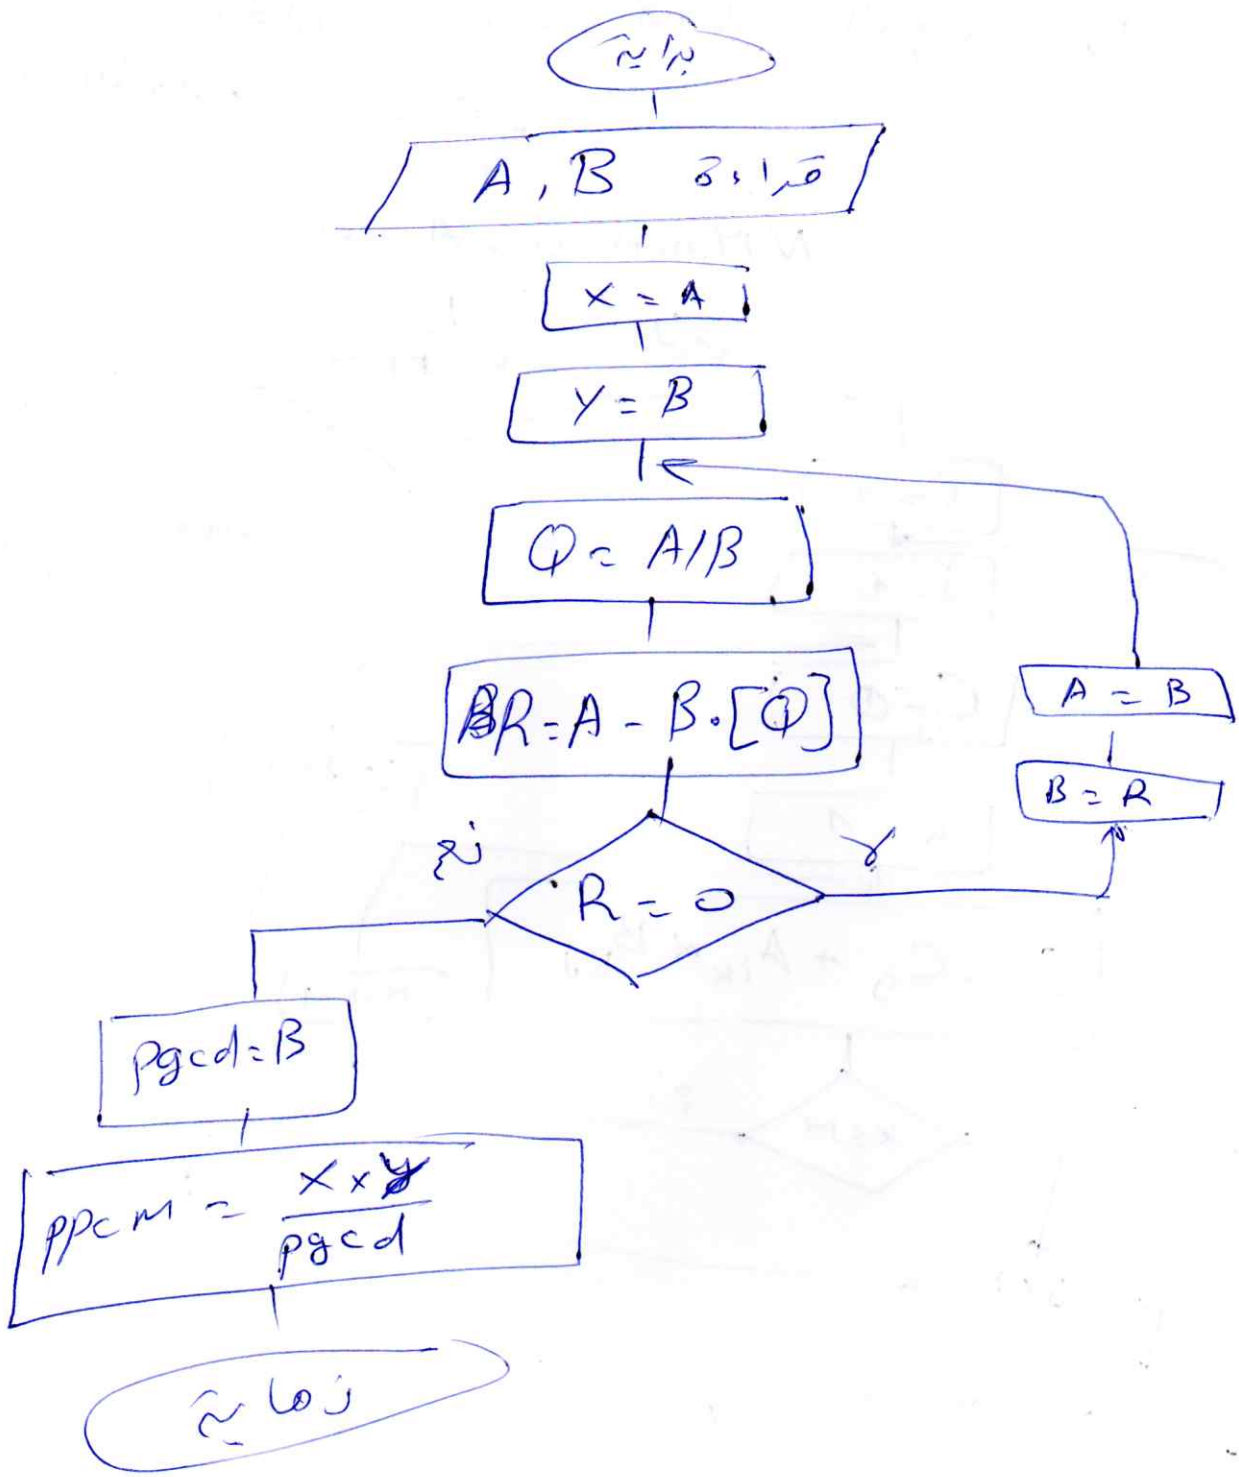 بداية
A, B قراءة
X = A
Y = B
Q = A/B
R = A - B.[Q]
A = B
B = R
نعم
R = 0
لا
pgcd = B
ppcm = X x y / pgcd
نهاية